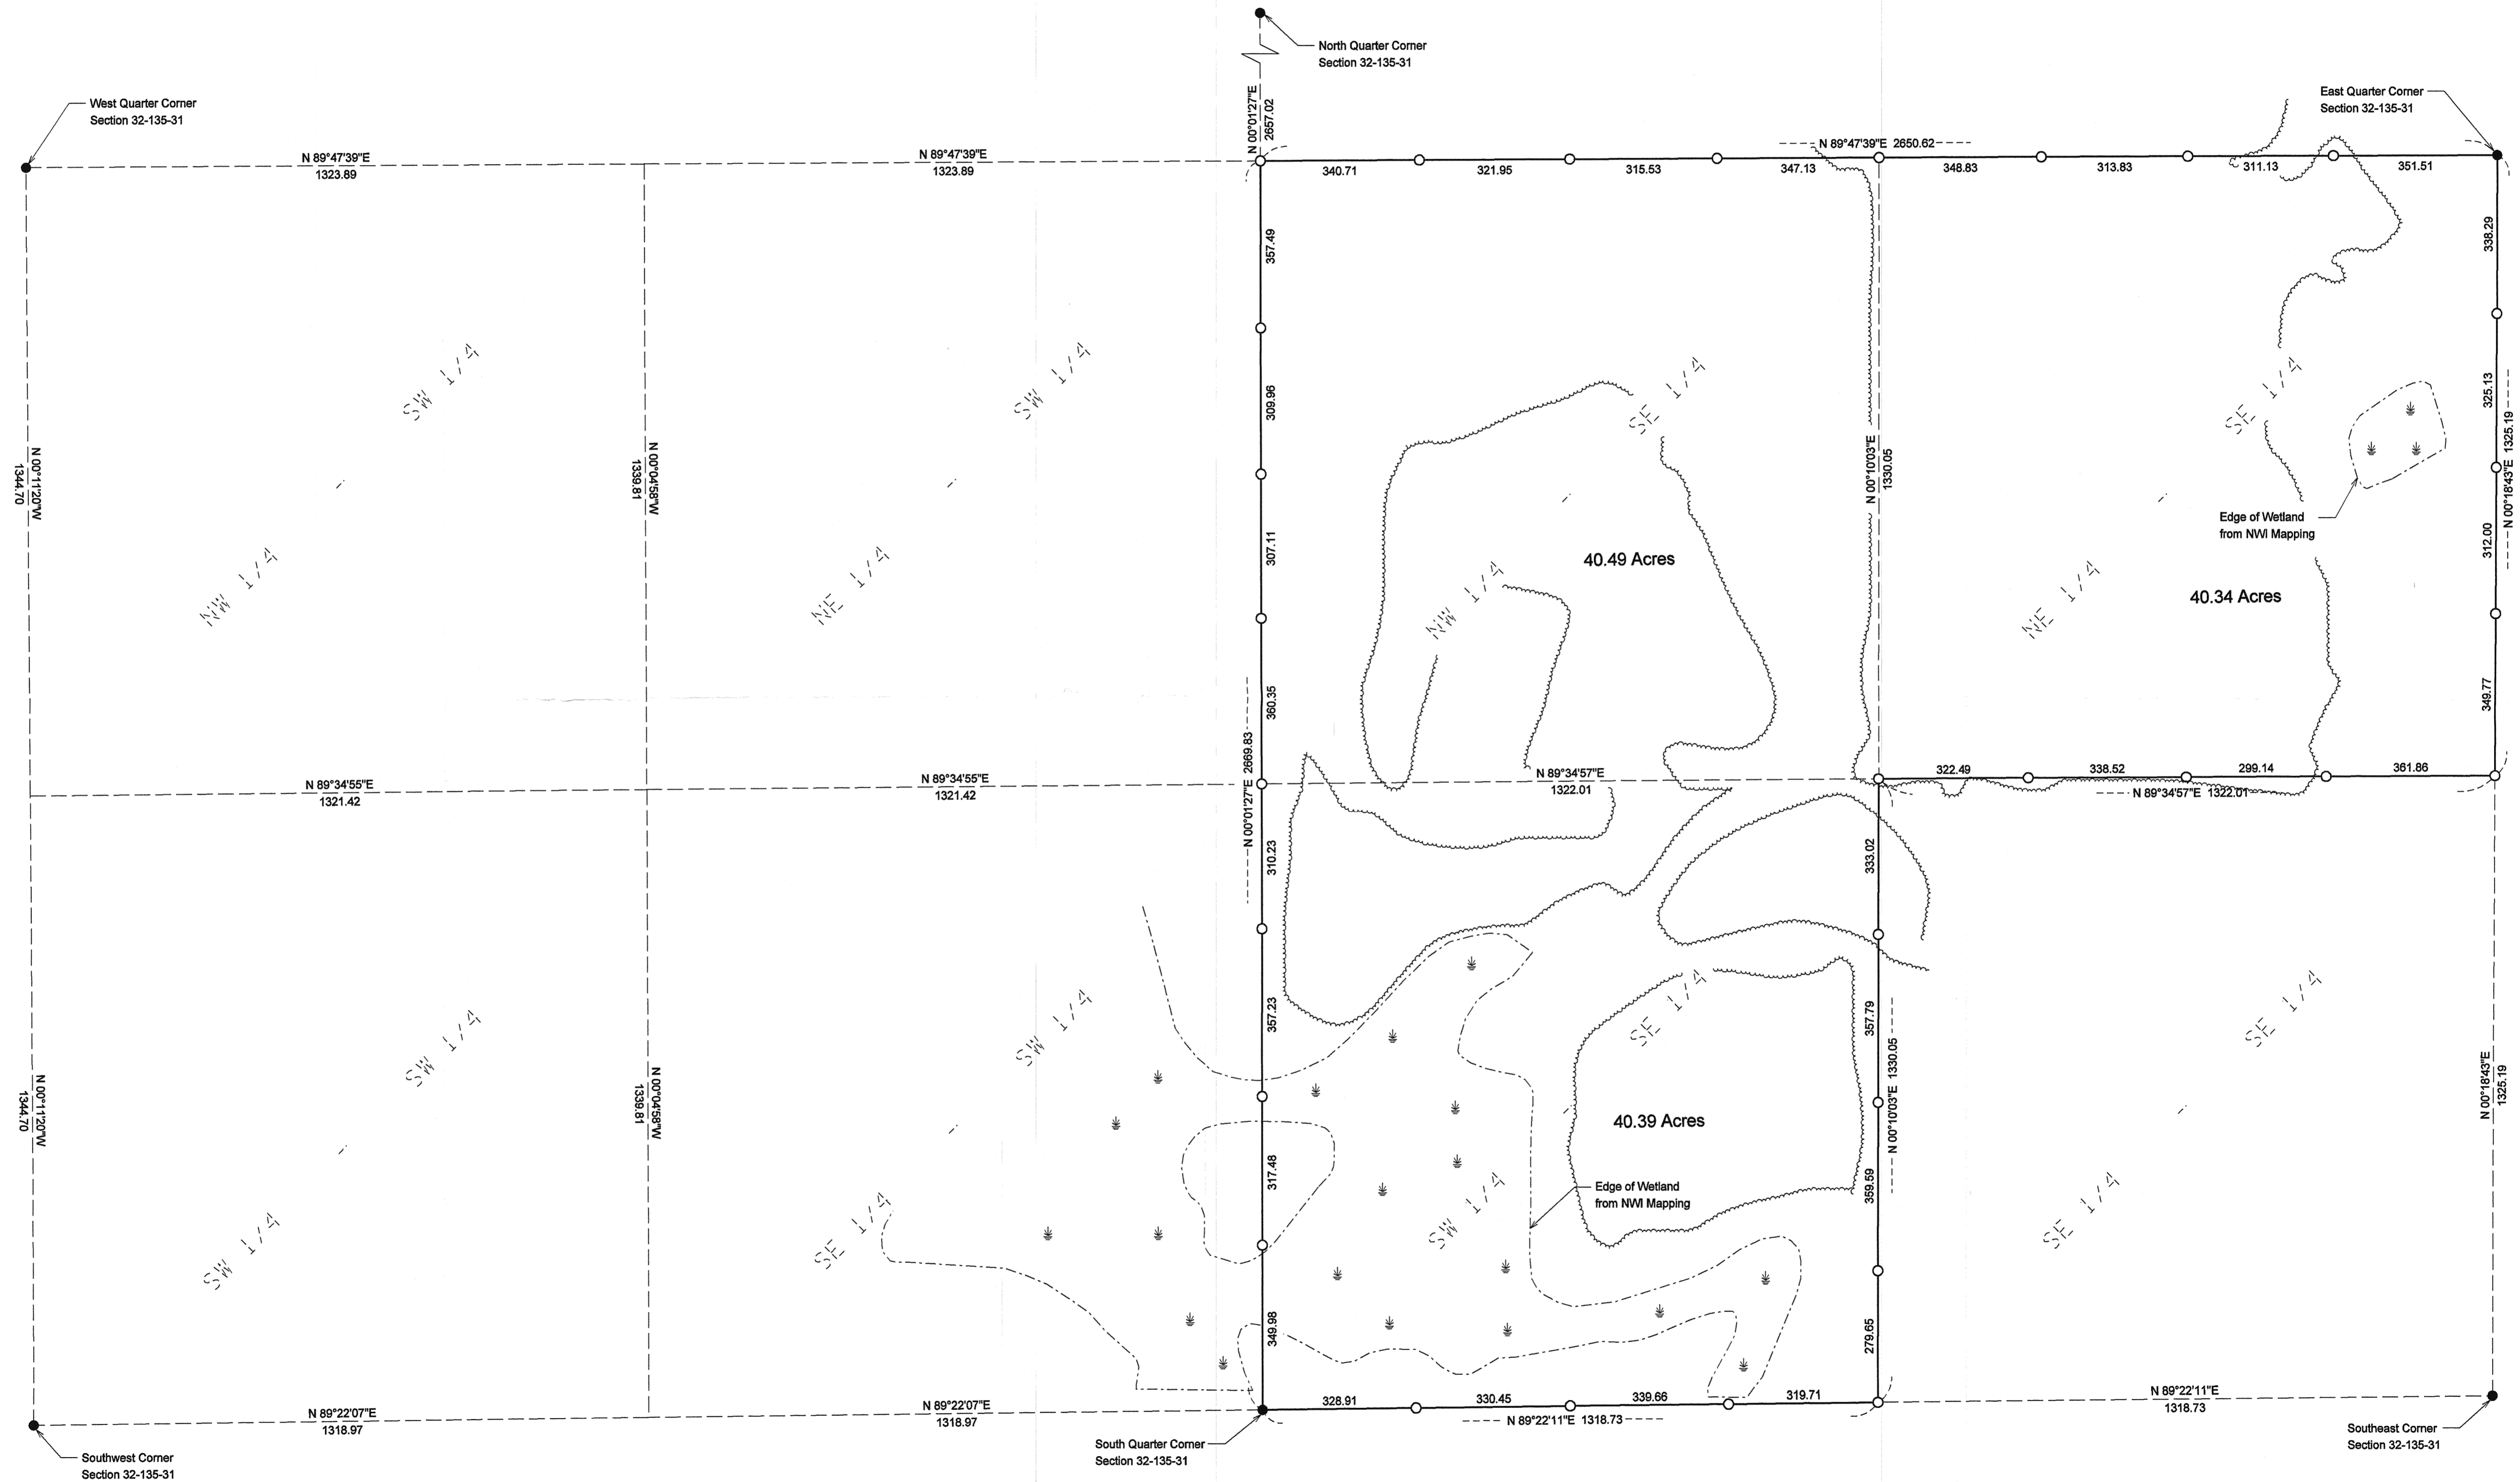 North Quarter Corner
Section 32-135-31
West Quarter Corner
Section 32-135-31
East Quarter Corner
Section 32-135-31
N 00°01'27"E
2657.02
N 89°47'39"E
1323.89
N 89°47'39"E
1323.89
N 89°47'39"E 2650.62
340.71
321.95
315.53
347.13
348.83
313.83
311.13
351.51
357.49
338.29
SW 1/4
SW 1/4
SE 1/4
SE 1/4
309.96
325.13
N 00°11'20"W
1344.70
N 00°04'58"W
1339.81
N 00°10'03"E
1330.05
N 00°18'43"E 1325.19
Edge of Wetland
from NWI Mapping
307.11
312.00
40.49 Acres
40.34 Acres
NW 1/4
NE 1/4
NW 1/4
NE 1/4
360.35
349.77
N 00°01'27"E 2669.83
N 89°34'55"E
1321.42
N 89°34'55"E
1321.42
N 89°34'57"E
1322.01
322.49
338.52
299.14
361.86
N 89°34'57"E 1322.01
310.23
333.02
357.23
357.79
SW 1/4
SW 1/4
SE 1/4
SE 1/4
N 00°11'20"W
1344.70
N 00°04'58"W
1339.81
N 00°10'03"E 1330.05
N 00°18'43"E
1325.19
40.39 Acres
317.48
359.59
Edge of Wetland
from NWI Mapping
SW 1/4
SE 1/4
SW 1/4
SE 1/4
349.98
279.65
328.91
330.45
339.66
319.71
N 89°22'07"E
1318.97
N 89°22'07"E
1318.97
N 89°22'11"E 1318.73
N 89°22'11"E
1318.73
South Quarter Corner
Section 32-135-31
Southwest Corner
Section 32-135-31
Southeast Corner
Section 32-135-31